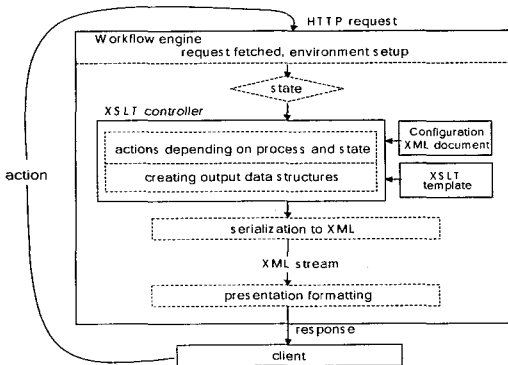 HTTP request
Workflow engine
request fetched, environment setup
state
XSLT controller
actions depending on process and state
creating output data structures
Configuration
XML document
XSLT
template
action
serialization to XML
XML stream
presentation formatting
response
client